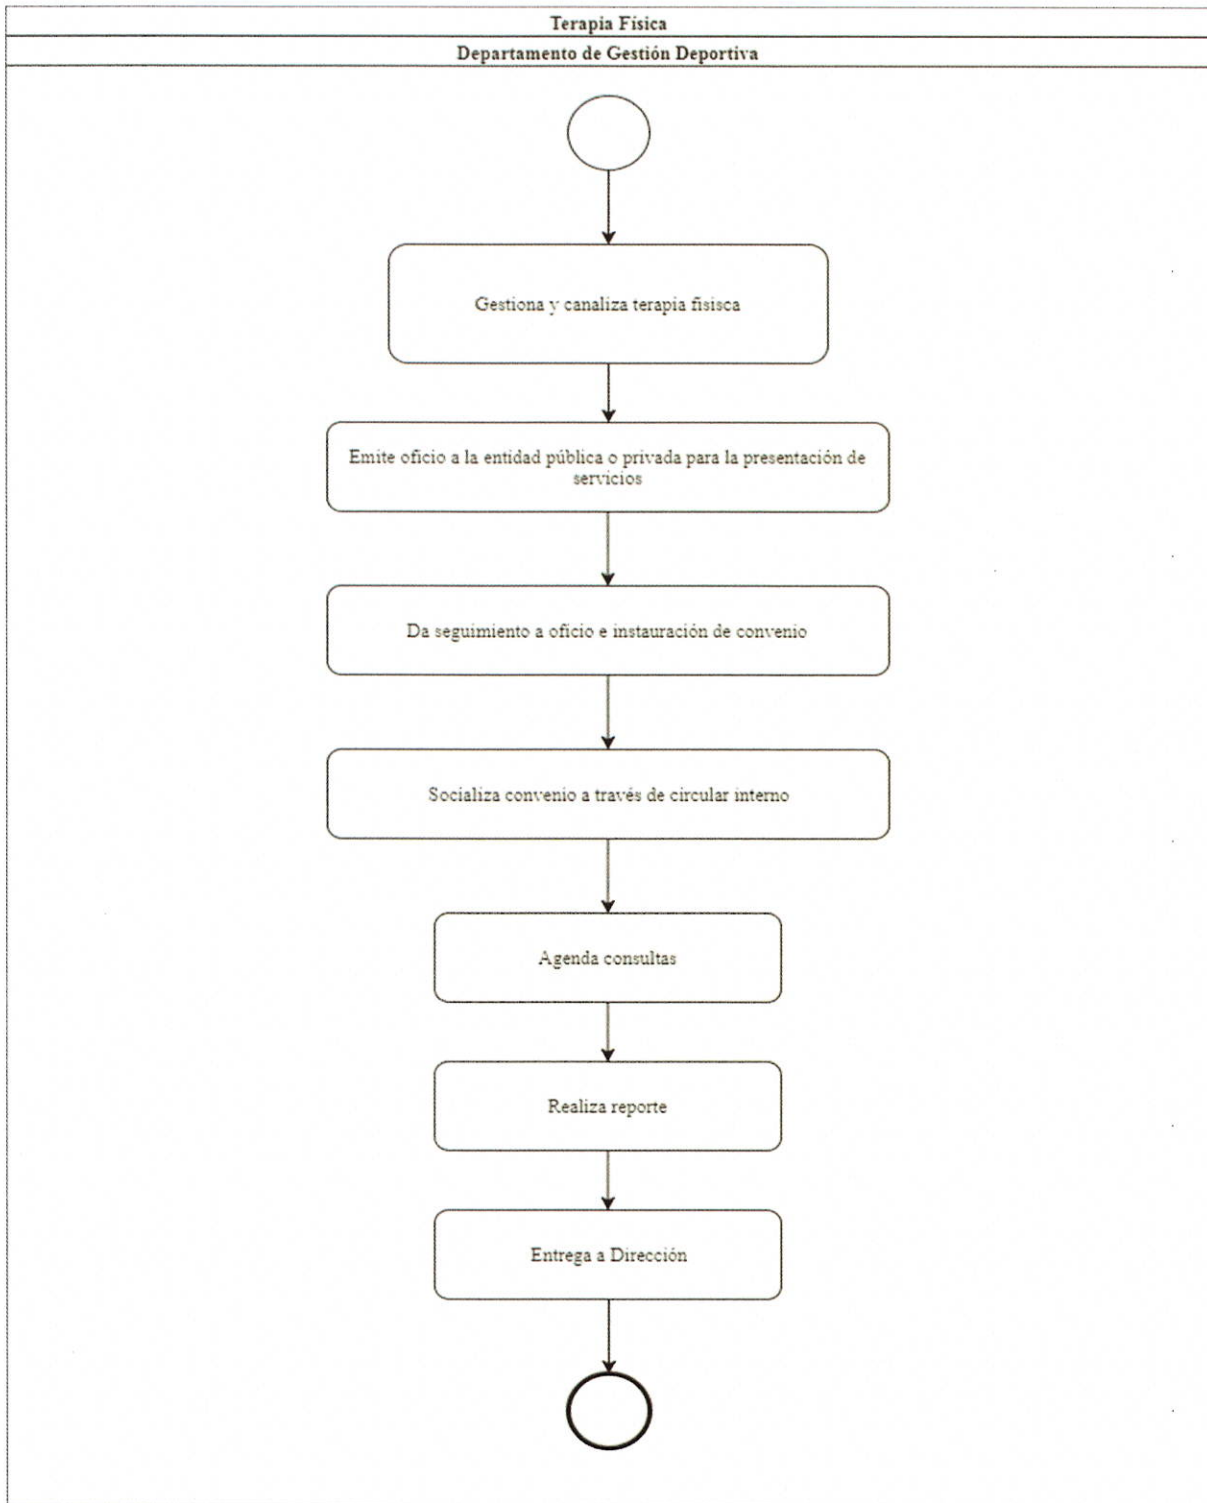 Terapia Física
Departamento de Gestión Deportiva
Gestiona y canaliza terapia fisisca
Emite oficio a la entidad pública o privada para la presentación de
servicios
Da seguimiento a oficio e instauración de convenio
Socializa convenio a través de circular interno
Agenda consultas
Realiza reporte
Entrega a Dirección